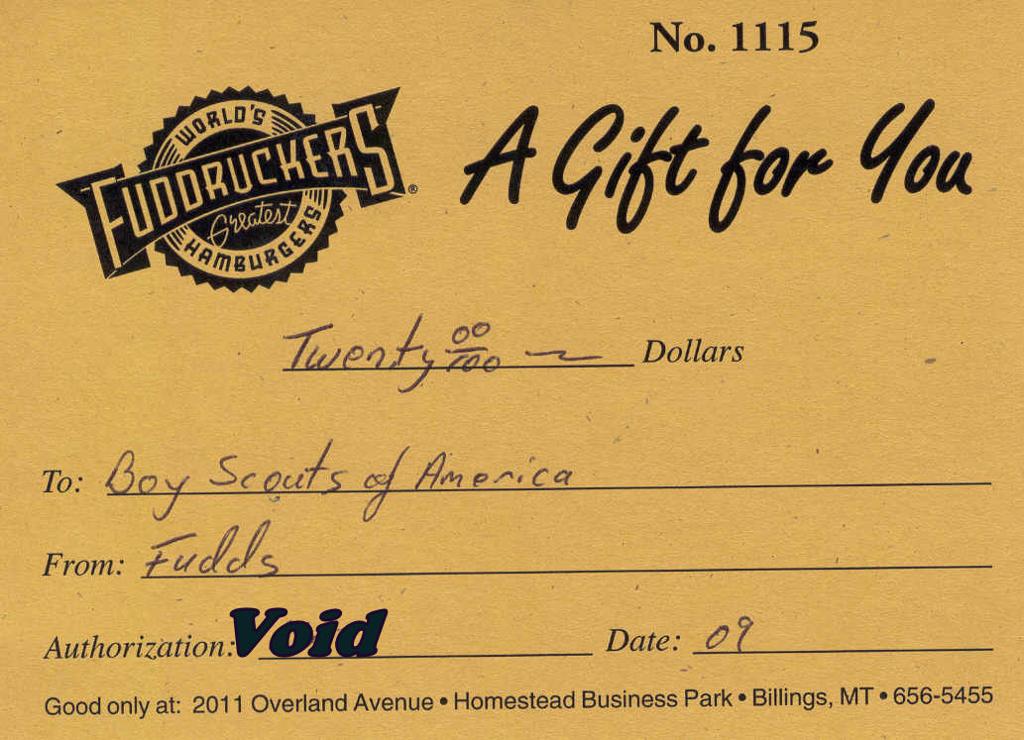 No. 1115
WORLD'S
FUDDRUCKERS®
Greatest
HAMBURGERS
A Gift for You
Twenty 00/100 ~ Dollars
To: Boy Scouts of America
From: Fudds
Authorization: Void Date: 09
Good only at: 2011 Overland Avenue • Homestead Business Park • Billings, MT • 656-5455